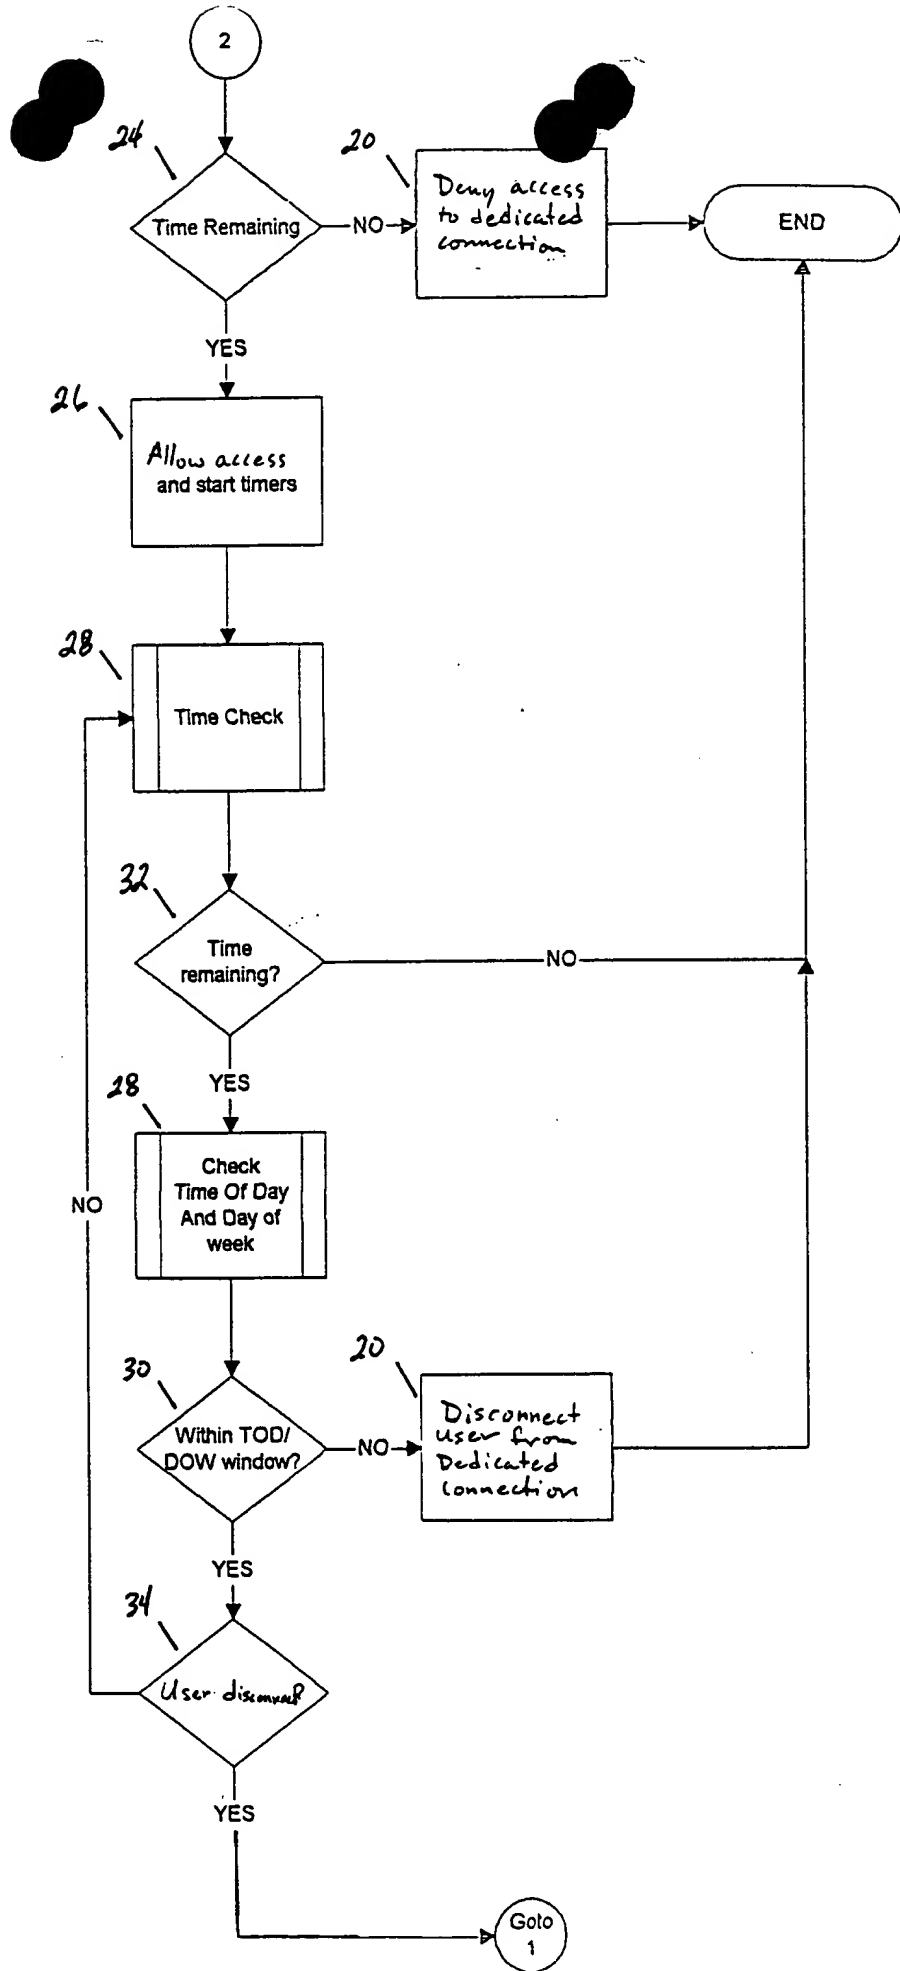 2
24
Time Remaining
NO
20
Deny access
to dedicated
connection
END
YES
26
Allow access
and start timers
28
Time Check
32
Time
remaining?
NO
YES
28
Check
Time Of Day
And Day of
week
NO
30
Within TOD/
DOW window?
NO
20
Disconnect
User from
Dedicated
connection
YES
34
User disconnect?
YES
Goto
1